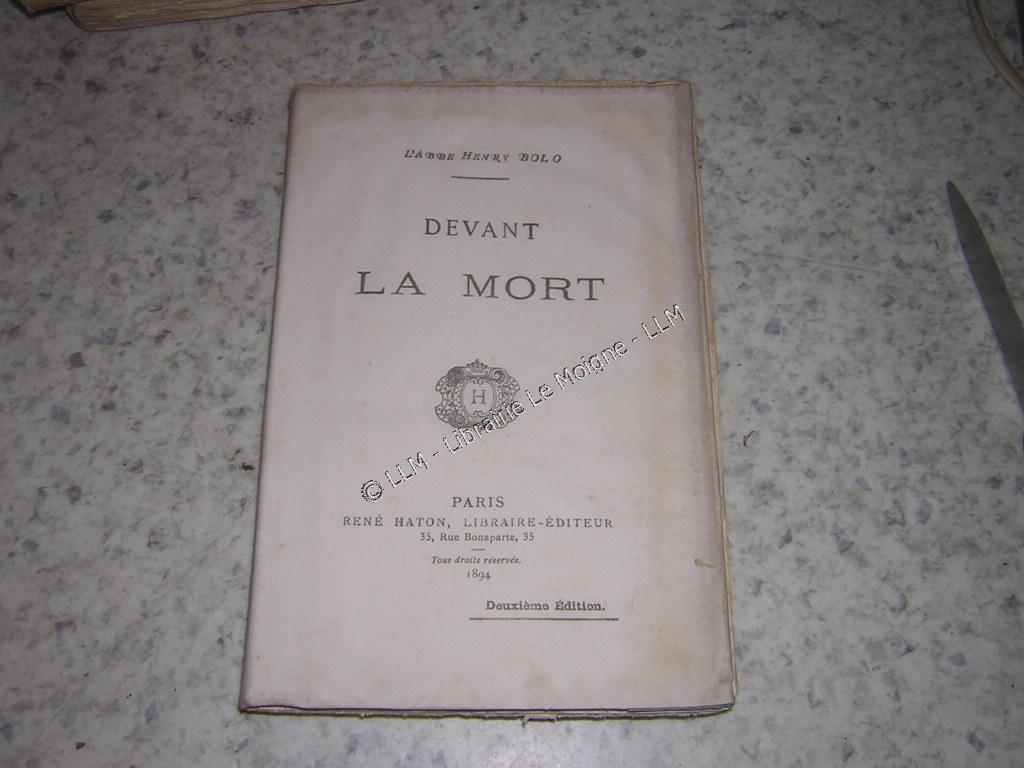 L'ABBE HENRY BOLO
DEVANT
LA MORT
H
© LLM - Librairie Le Moigne - LLM
PARIS
RENÉ HATON, LIBRAIRE-ÉDITEUR
35, Rue Bonaparte, 35
Tous droits réservés.
1894
Deuxième Édition.